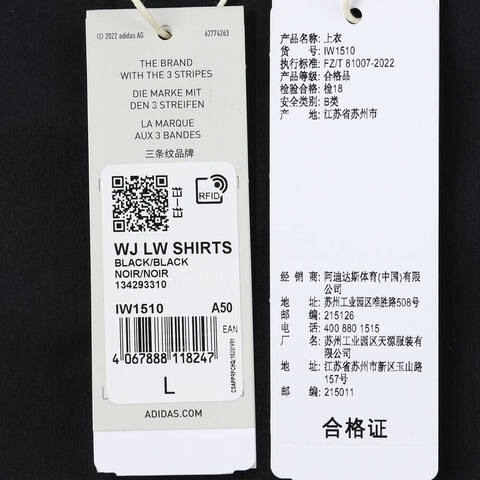 © 2022 adidas AG 62774263
THE BRAND
WITH THE 3 STRIPES
DIE MARKE MIT
DEN 3 STREIFEN
LA MARQUE
AUX 3 BANDES
三条纹品牌
RFID
WJ LW SHIRTS
BLACK/BLACK
NOIR/NOIR
134293310
IW1510 A50
EAN
4 067888 118247
L
ADIDAS.COM
产品名称: 上衣
货 号: IW1510
执行标准: FZ/T 81007-2022
产品等级: 合格品
检验合格: 检18
安全类别: B类
产 地: 江苏省苏州市
经 销 商: 阿迪达斯体育(中国)有限
公司
地 址: 苏州工业园区唯胜路508号
邮 编: 215126
电 话: 400 880 1515
厂 名: 苏州工业园区天源服装有
限公司
地 址: 江苏省苏州市新区玉山路
157号
邮 编: 215011
合格证